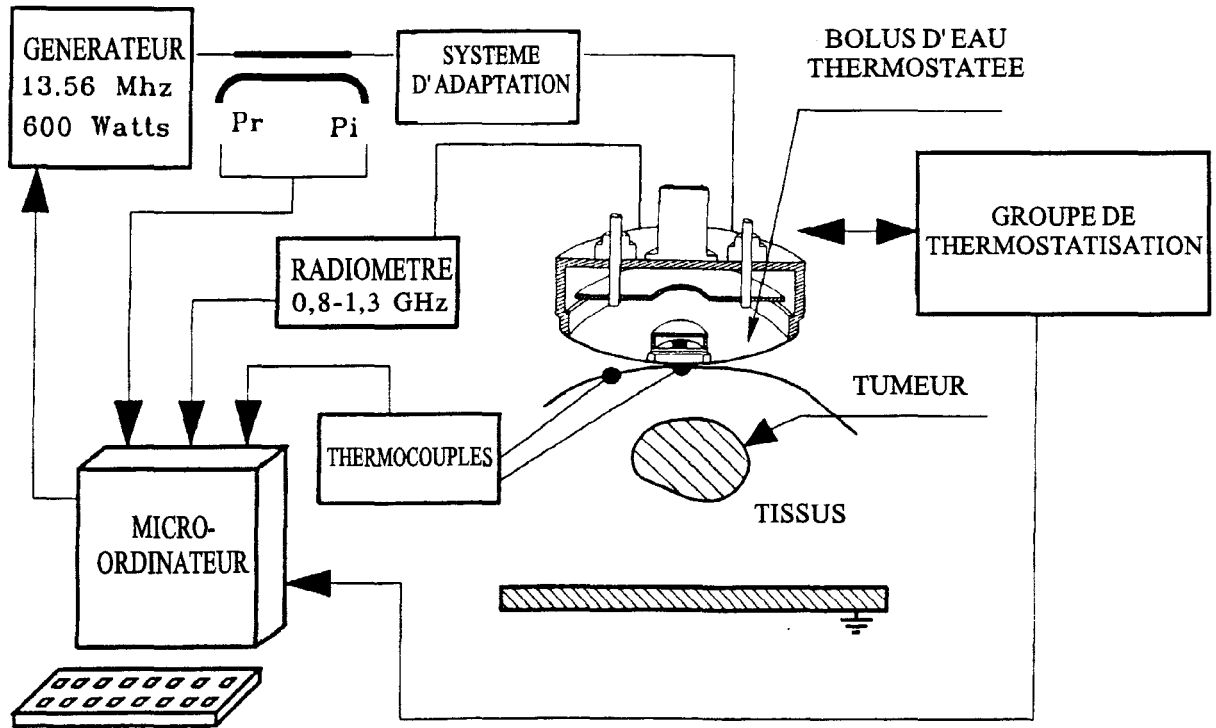 GENERATEUR
13.56 Mhz
600 Watts
Pr
Pi
SYSTEME
D'ADAPTATION
BOLUS D'EAU
THERMOSTATEE
GROUPE DE
THERMOSTATISATION
RADIOMETRE
0,8-1,3 GHz
TUMEUR
THERMOCOUPLES
TISSUS
MICRO-
ORDINATEUR